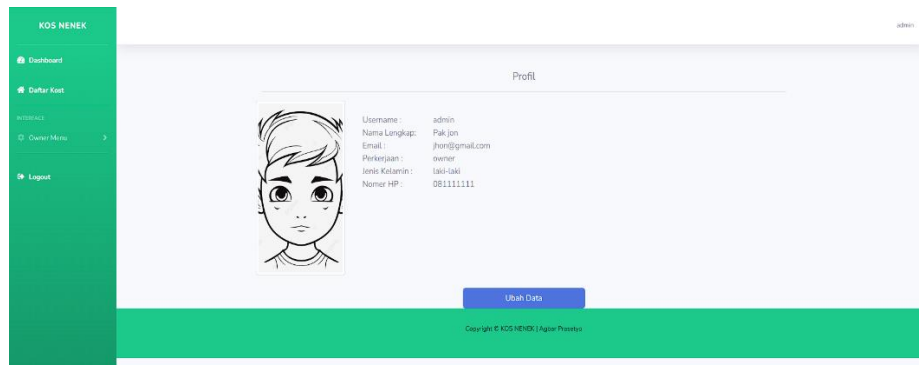 KOS NENEK
admin
Dashboard
Daftar Kost
INTERFACE
Owner Menu
Logout
Profil
Username : admin
Nama Lengkap: Pak jon
Email : jhon@gmail.com
Perkerjaan : owner
Jenis Kelamin : laki-laki
Nomer HP : 081111111
Ubah Data
Copyright © KOS NENEK | Agbar Prasetyo